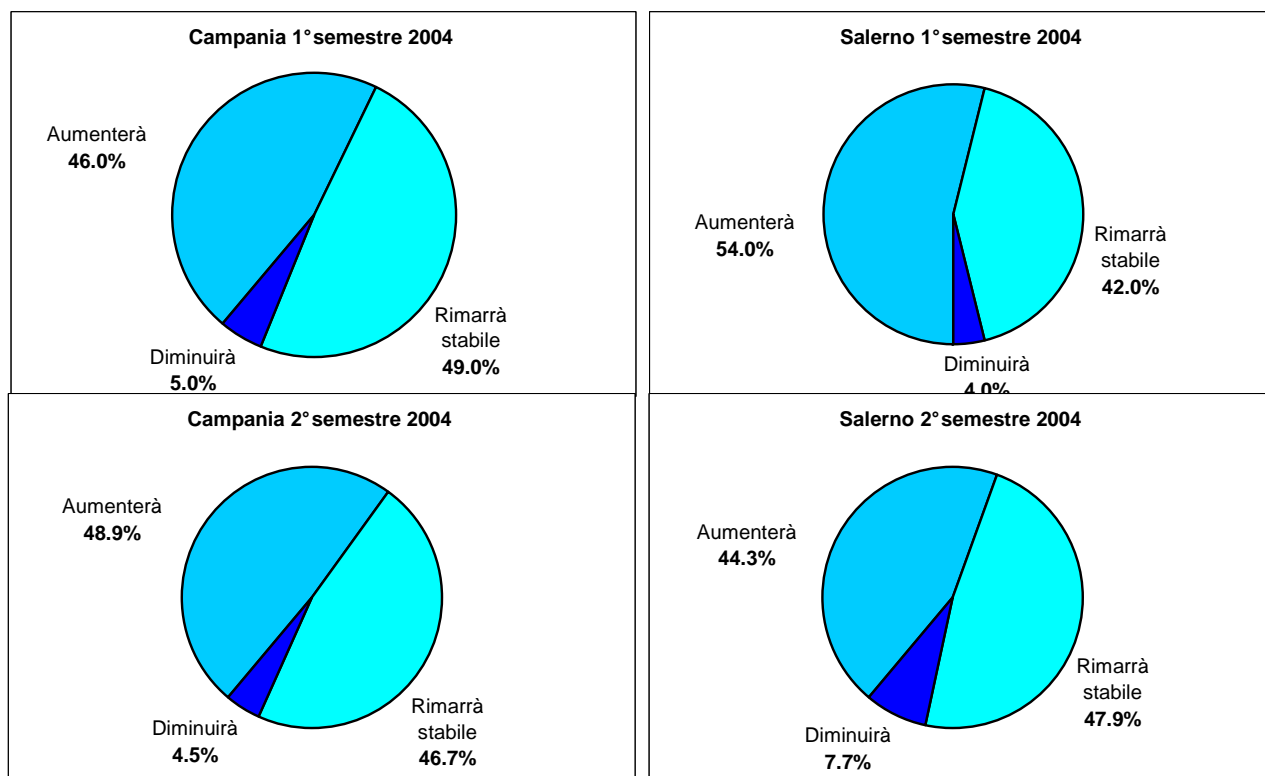 Campania 1° semestre 2004
Aumenterà
46.0%
Rimarrà
stabile
49.0%
Diminuirà
5.0%
Salerno 1° semestre 2004
Aumenterà
54.0%
Rimarrà
stabile
42.0%
Diminuirà
4.0%
Campania 2° semestre 2004
Aumenterà
48.9%
Rimarrà
stabile
46.7%
Diminuirà
4.5%
Salerno 2° semestre 2004
Aumenterà
44.3%
Rimarrà
stabile
47.9%
Diminuirà
7.7%